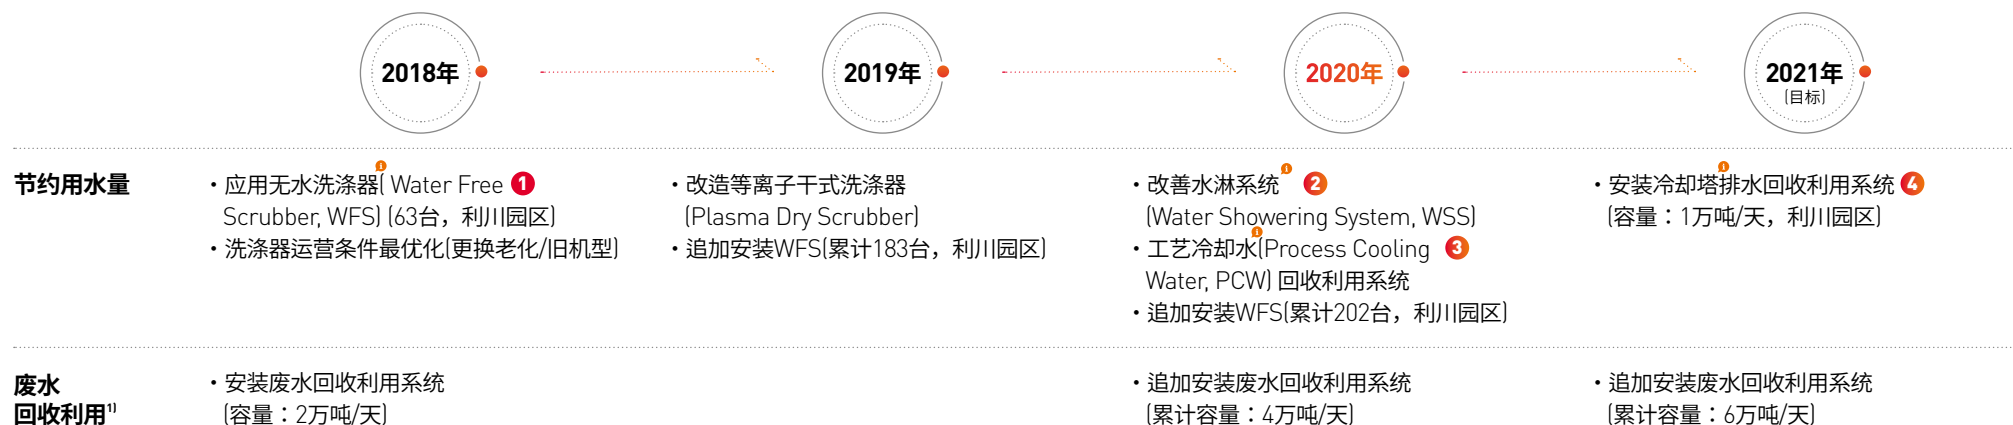 2018年
2019年
2020年
2021年
(目标)
节约用水量
・应用无水洗涤器( Water Free 1
Scrubber, WFS) (63台，利川园区)
・洗涤器运营条件最优化(更换老化/旧机型)
・改造等离子干式洗涤器
(Plasma Dry Scrubber)
・追加安装WFS(累计183台，利川园区)
・改善水淋系统 2
(Water Showering System, WSS)
・工艺冷却水(Process Cooling 3
Water, PCW) 回收利用系统
・追加安装WFS(累计202台，利川园区)
・安装冷却塔排水回收利用系统 4
(容量：1万吨/天，利川园区)
废水
回收利用1)
・安装废水回收利用系统
(容量：2万吨/天)
・追加安装废水回收利用系统
(累计容量：4万吨/天)
・追加安装废水回收利用系统
(累计容量：6万吨/天)